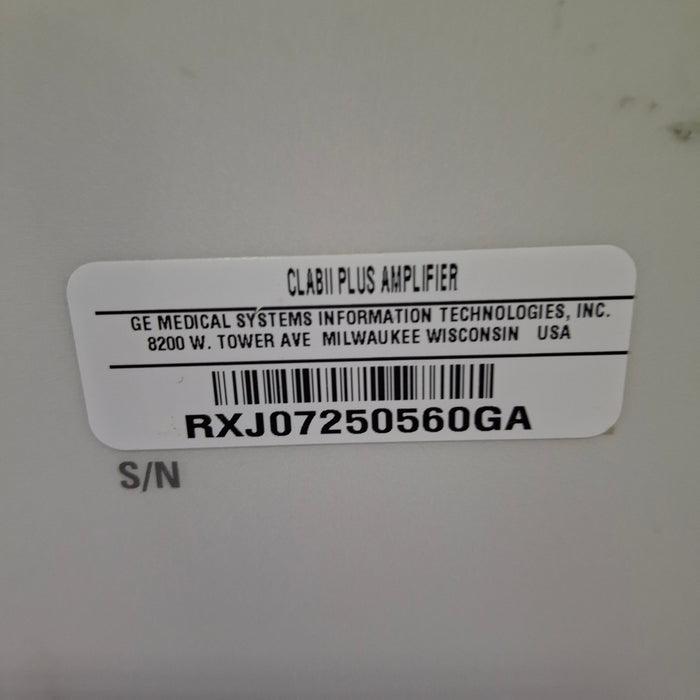 CLABII PLUS AMPLIFIER
GE MEDICAL SYSTEMS INFORMATION TECHNOLOGIES, INC.
8200 W. TOWER AVE MILWAUKEE WISCONSIN USA
RXJ07250560GA
S/N